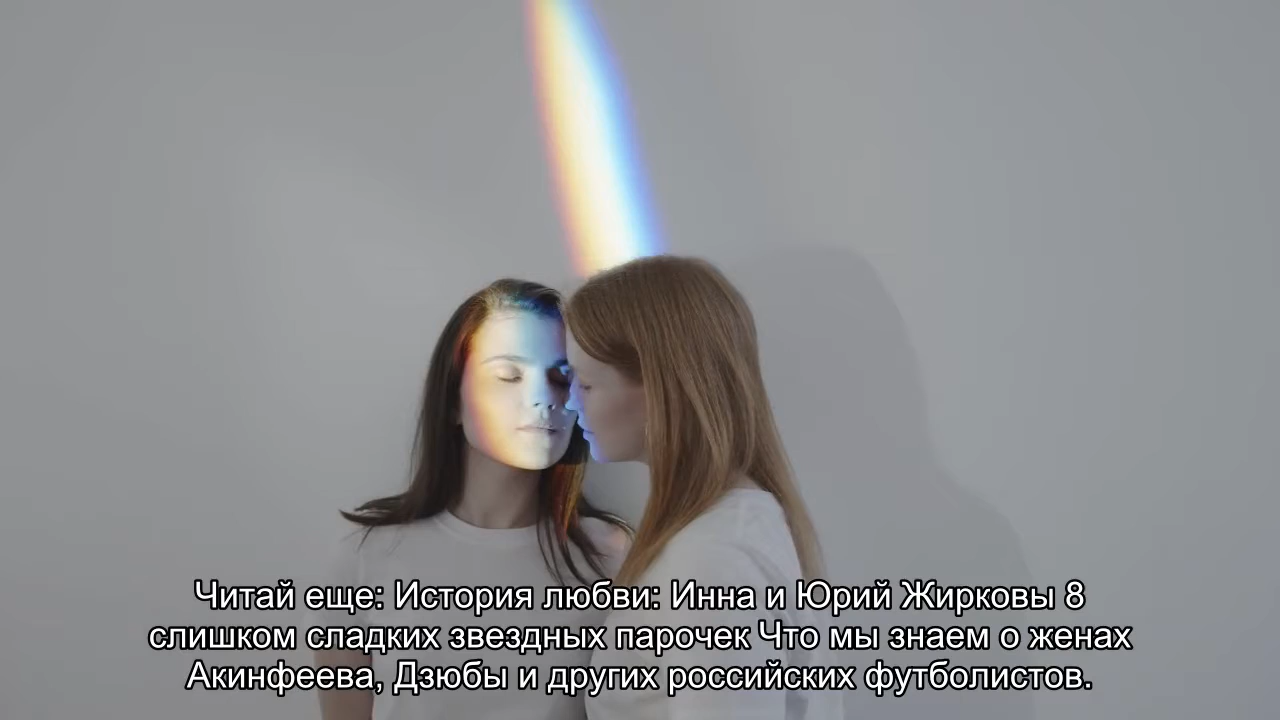 Читай еще: История любви: Инна и Юрий Жирковы 8
слишком сладких звездных парочек Что мы знаем о женах
Акинфеева, Дзюбы и других российских футболистов.